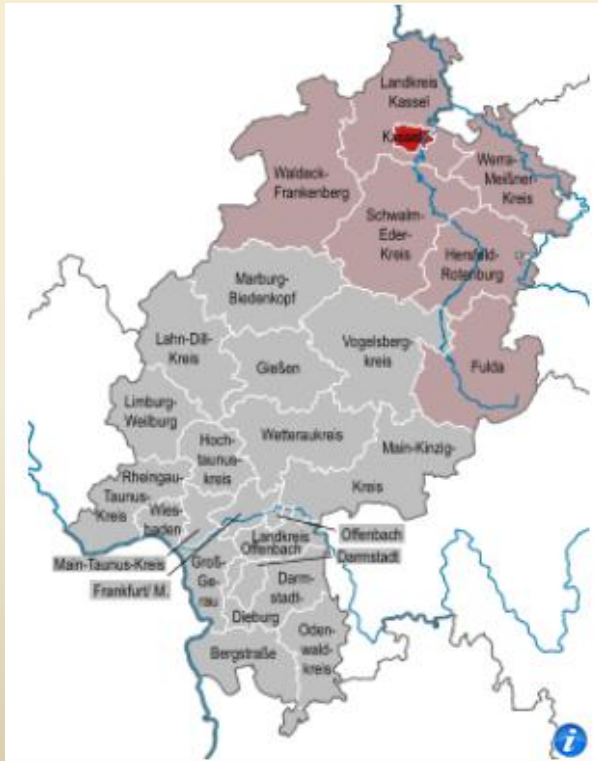 Landkreis
Kassel
Kassel
Waldeck-
Frankenberg
Werra-
Meißner-
Kreis
Schwalm-
Eder-
Kreis
Hersfeld-
Rotenburg
Marburg-
Biedenkopf
Lahn-Dill-
Kreis
Gießen
Vogelsberg-
kreis
Fulda
Limburg-
Weilburg
Hoch-
taunus-
kreis
Wetteraukreis
Main-Kinzig-
Kreis
Rheingau-
Taunus-
Kreis
Wies-
baden
Main-Taunus-Kreis
Frankfurt/ M.
Offenbach
Landkreis
Offenbach
Darmstadt
Groß-
Ge-
rau
Darm-
stadt-
Dieburg
Bergstraße
Oden-
wald-
kreis
i